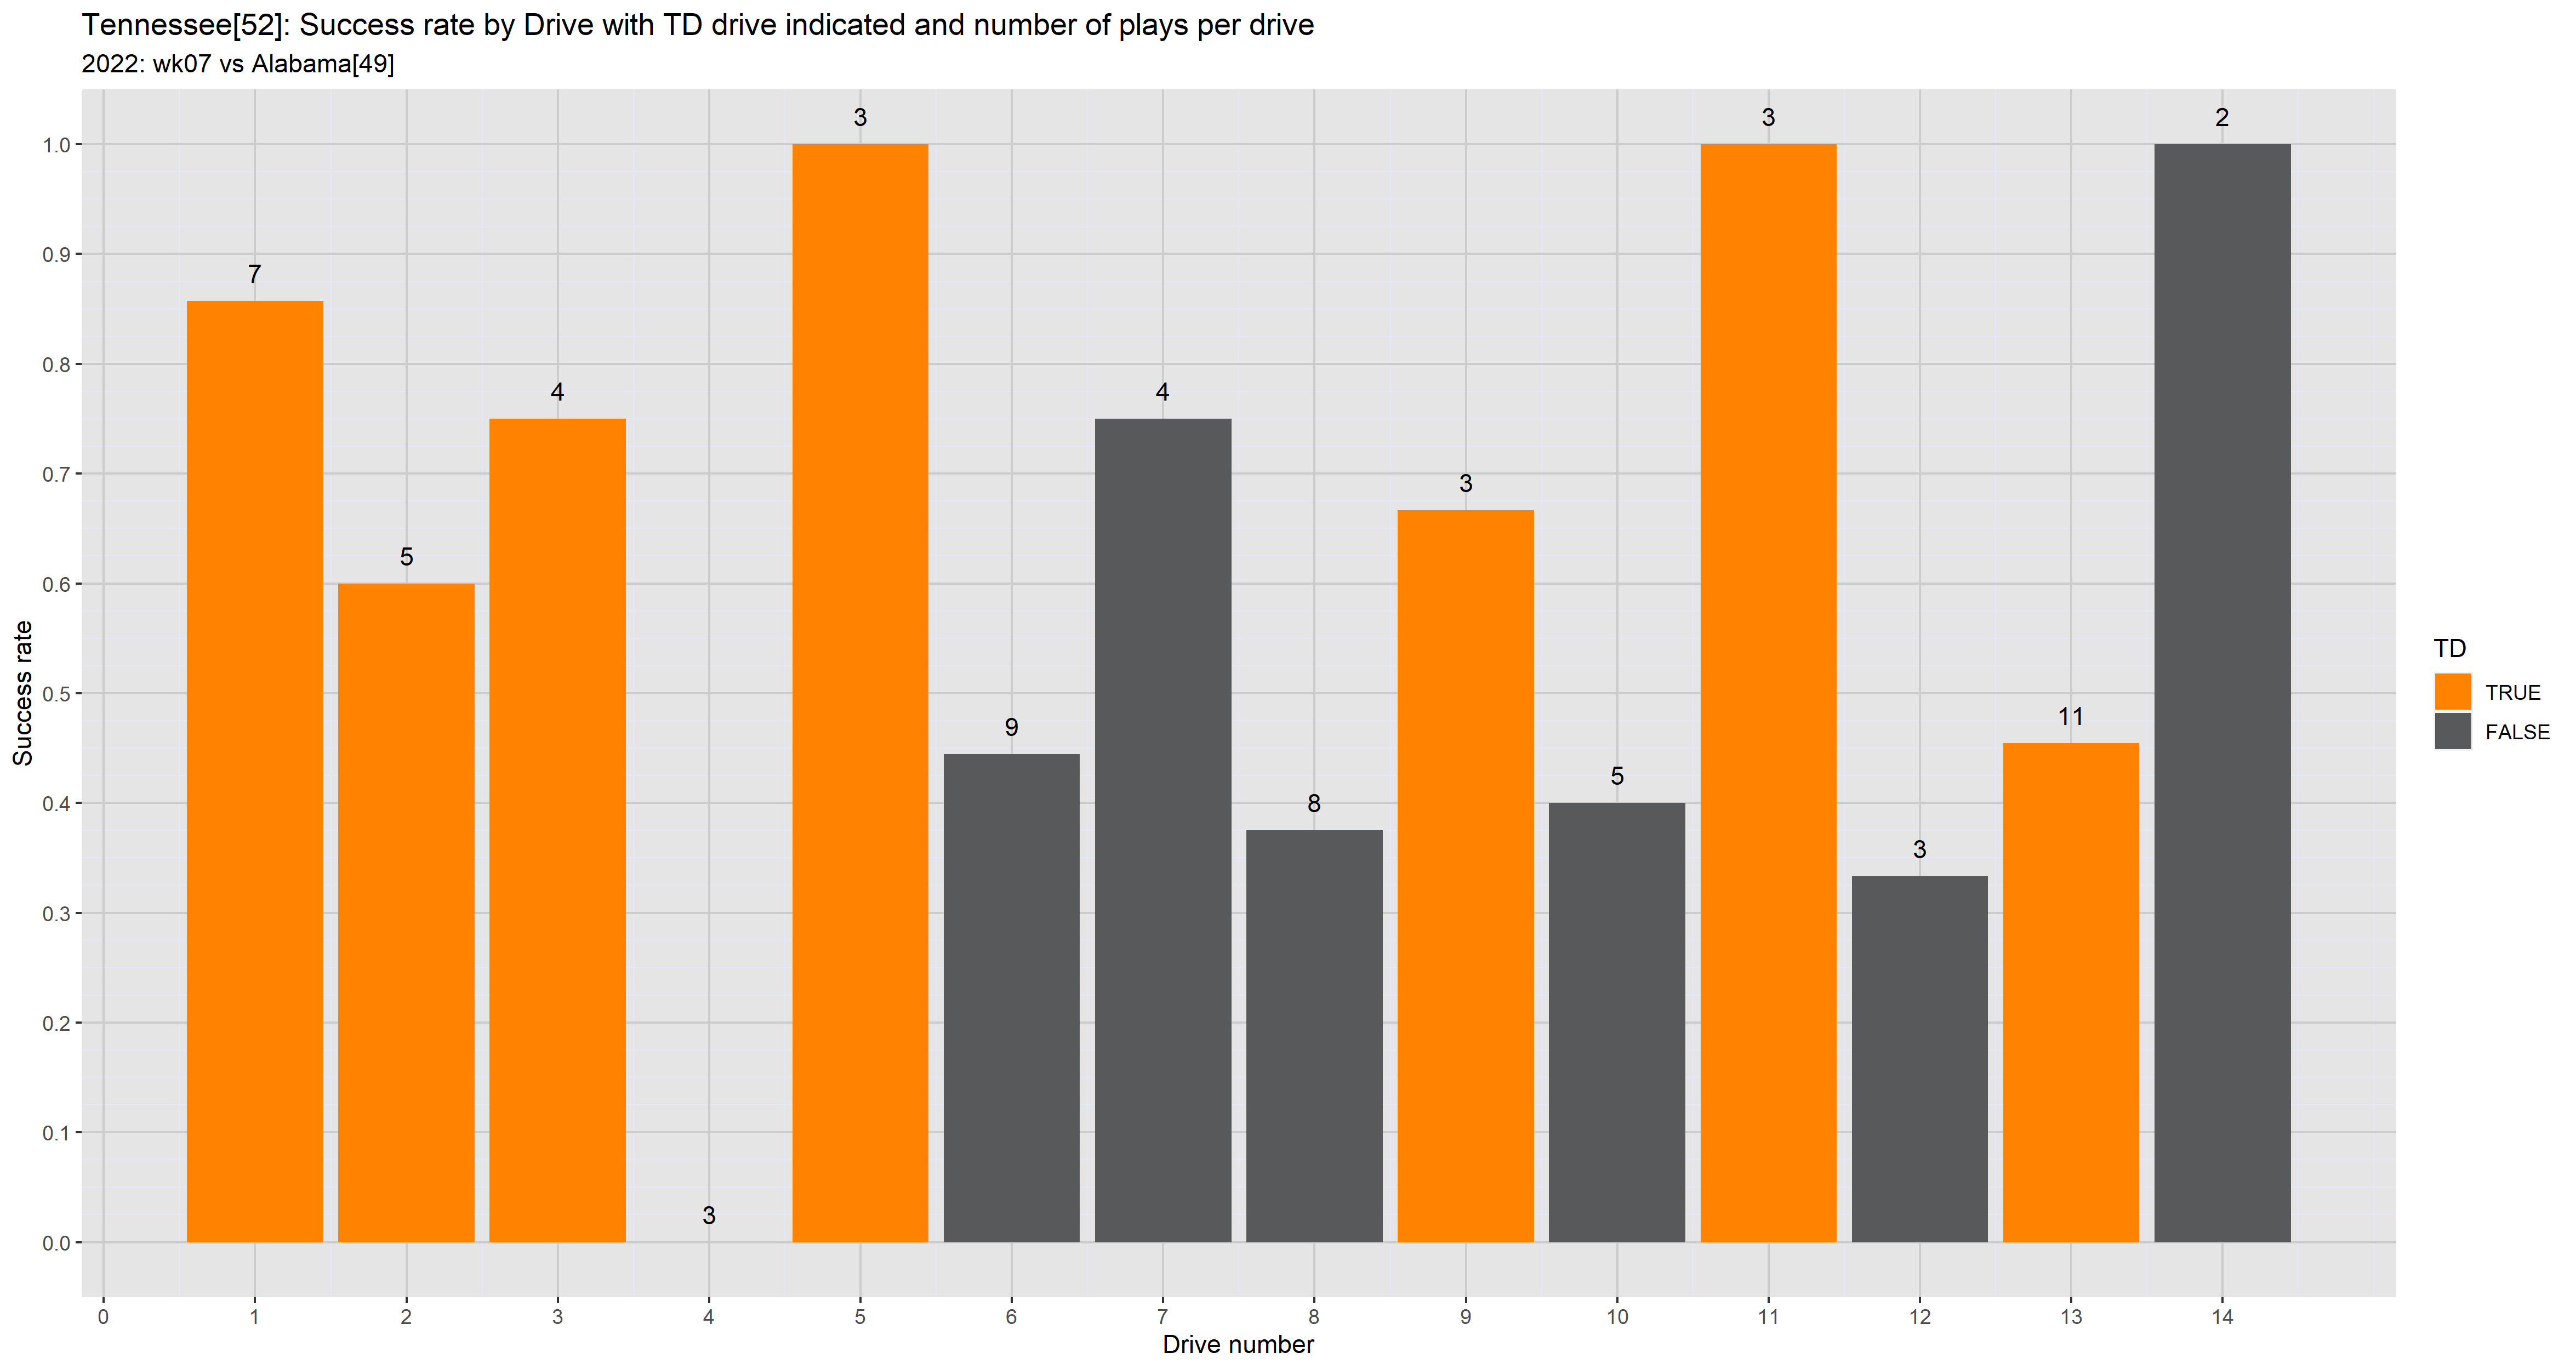 Tennessee[52]: Success rate by Drive with TD drive indicated and number of plays per drive
2022: wk07 vs Alabama[49]
3 3 2
1.0
0.9
7
0.8
4 4
0.7
3
0.6
5
0.5
11
9
0.4
5
8
3
0.3
0.2
0.1
3
0.0
0 1 2 3 4 5 6 7 8 9 10 11 12 13 14
Drive number
Success rate
TD
TRUE
FALSE